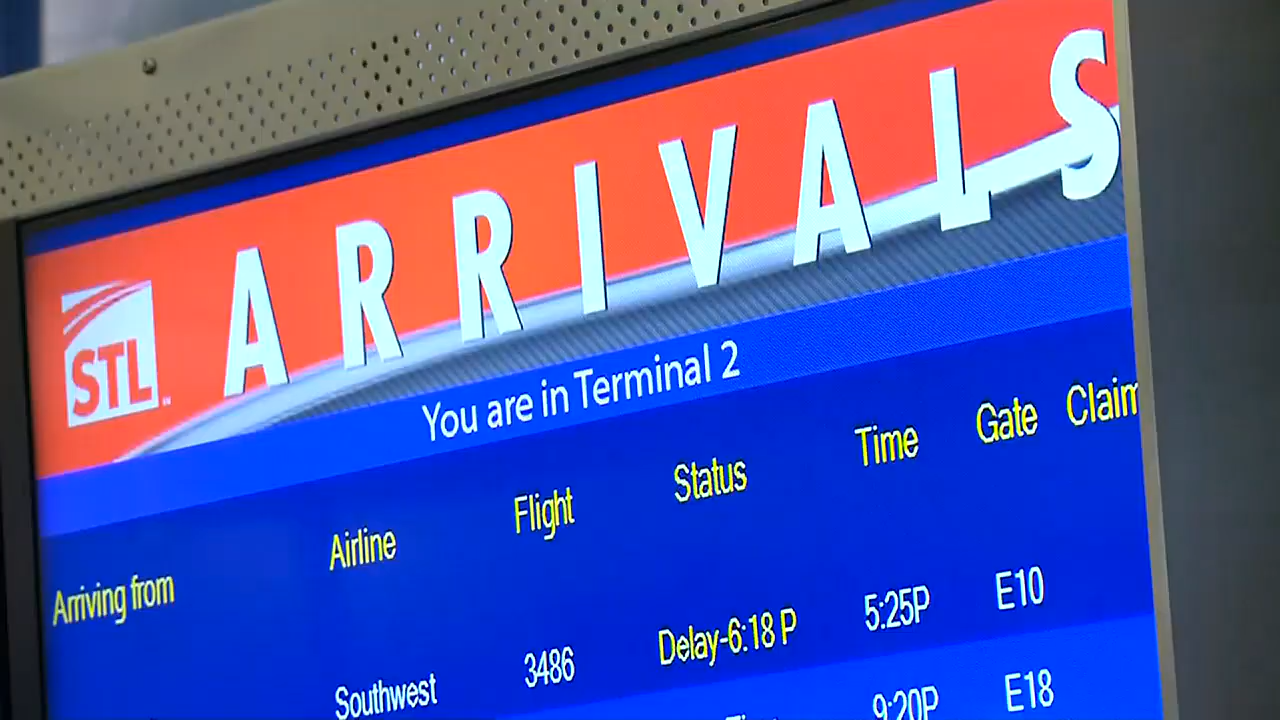 STL™ ARRIVALS
You are in Terminal 2
Arriving from Airline Flight Status Time Gate Claim
Southwest 3486 Delay-6:18 P 5:25P E10
9:20P E18